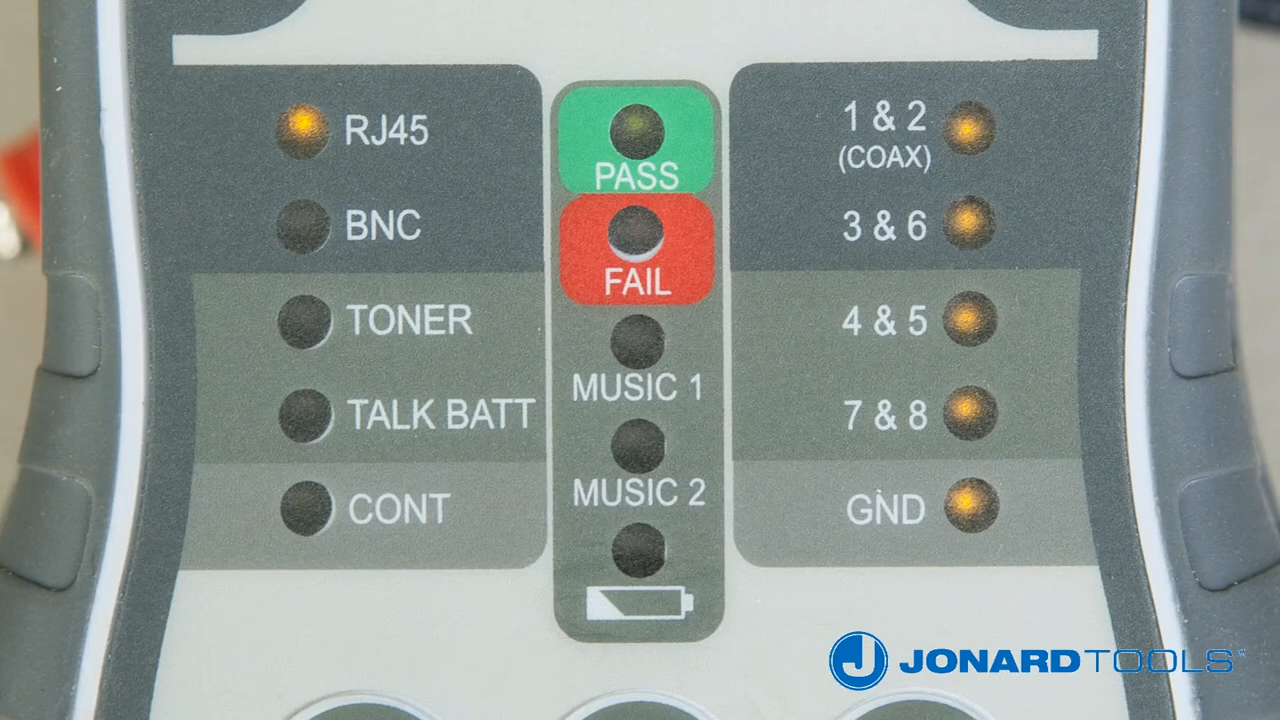 RJ45
BNC
TONER
TALK BATT
CONT
PASS
FAIL
MUSIC 1
MUSIC 2
1 & 2
(COAX)
3 & 6
4 & 5
7 & 8
GND
JONARD TOOLS